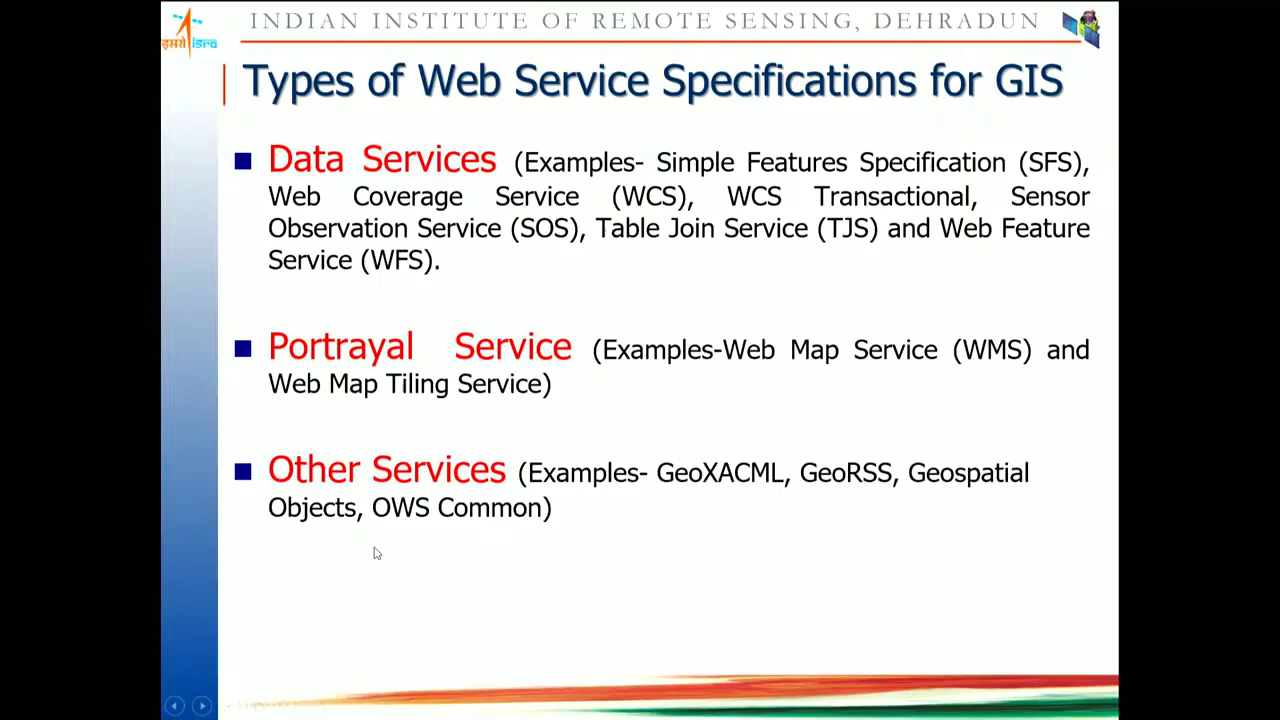 INDIAN INSTITUTE OF REMOTE SENSING, DEHRADUN
इसरो isro
Types of Web Service Specifications for GIS
Data Services (Examples- Simple Features Specification (SFS),
Web Coverage Service (WCS), WCS Transactional, Sensor
Observation Service (SOS), Table Join Service (TJS) and Web Feature
Service (WFS).
Portrayal Service (Examples-Web Map Service (WMS) and
Web Map Tiling Service)
Other Services (Examples- GeoXACML, GeoRSS, Geospatial
Objects, OWS Common)